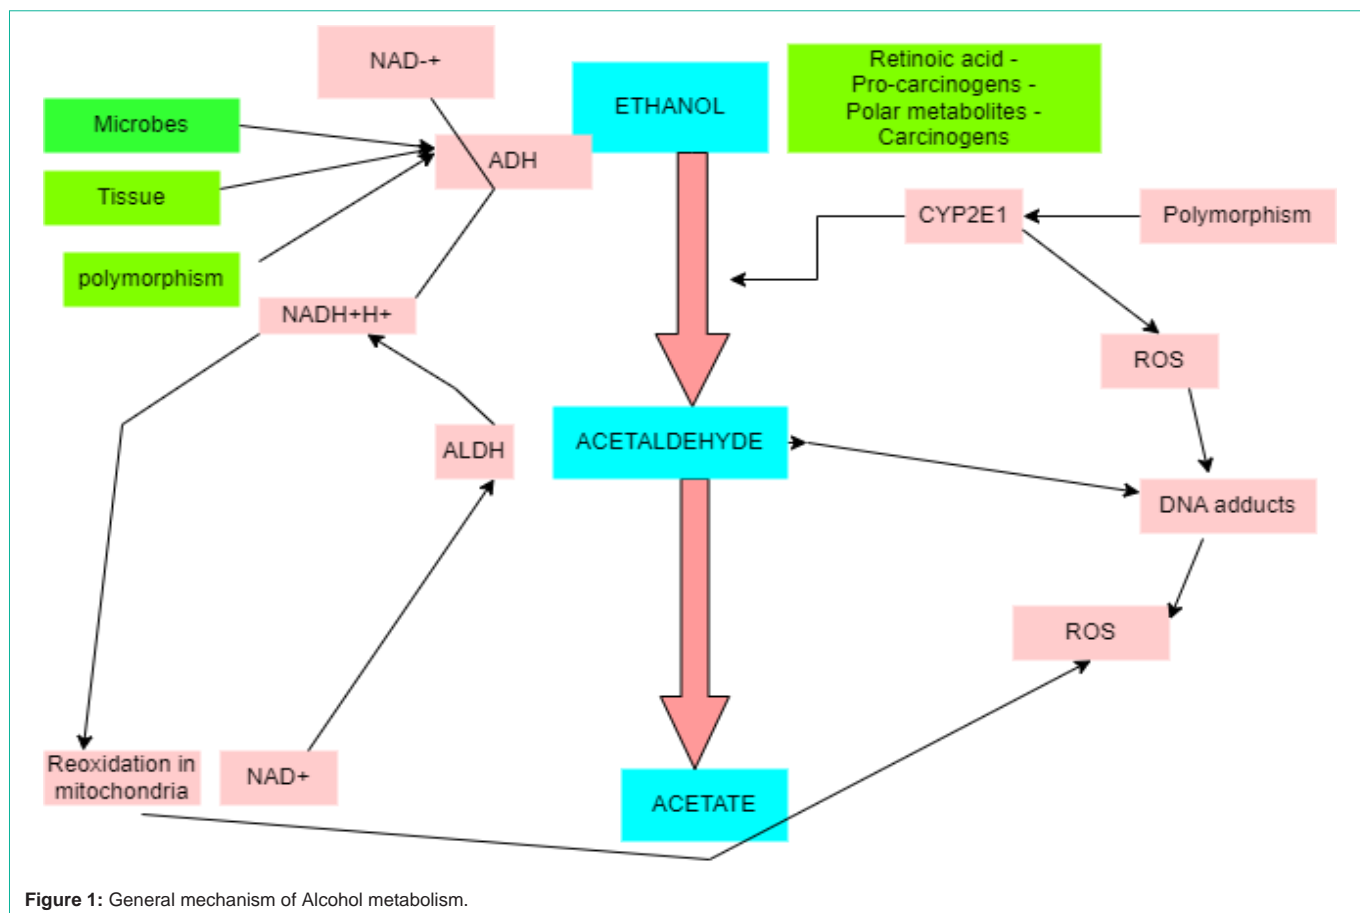 NAD-+
ETHANOL
Retinoic acid -
Pro-carcinogens -
Polar metabolites -
Carcinogens
Microbes
ADH
Tissue
CYP2E1
Polymorphism
polymorphism
NADH+H+
ROS
ACETALDEHYDE
ALDH
DNA adducts
ROS
Reoxidation in
mitochondria
NAD+
ACETATE
Figure 1: General mechanism of Alcohol metabolism.